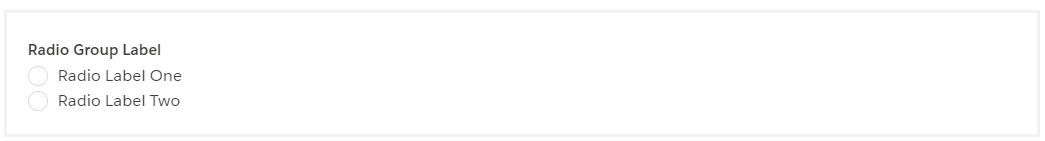 Radio Group Label
Radio Label One
Radio Label Two